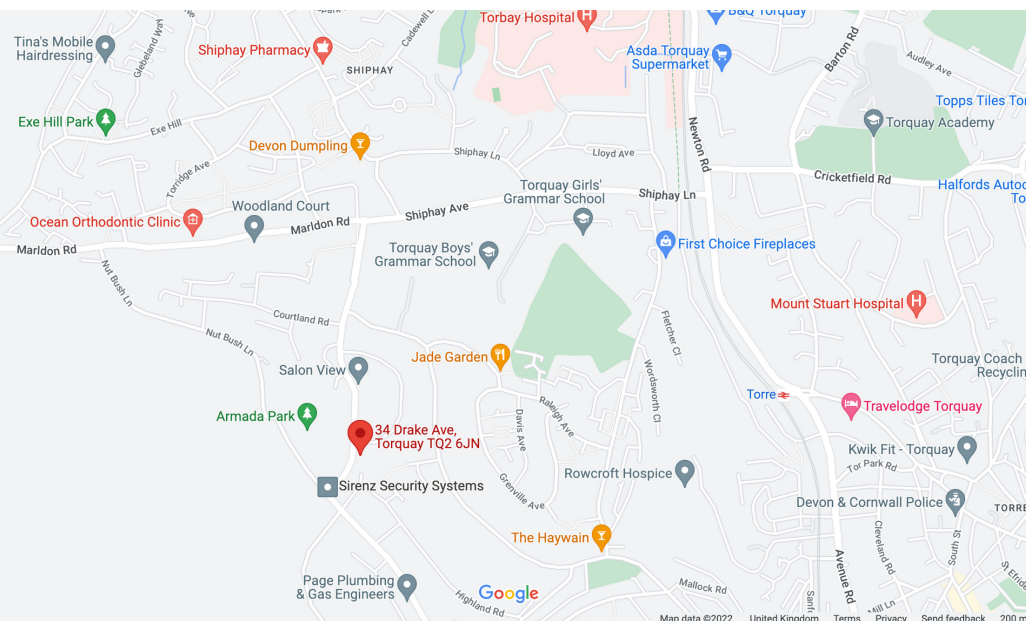 Torbay Hospital
B&Q Torquay
Tina's Mobile
Hairdressing
Glebeland Way
Shiphay Pharmacy
Cadewell
SHIPHAY
Asda Torquay
Supermarket
Barton Rd
Audley Ave
Topps Tiles
Exe Hill Park
Exe Hill
Devon Dumpling
Shiphay Ln
Lloyd Ave
Newton Rd
Torquay Academy
Torridge Ave
Torquay Girls'
Grammar School
Shiphay Ln
Cricketfield Rd
Halfords
Ocean Orthodontic Clinic
Woodland Court
Marldon Rd
Shiphay Ave
Marldon Rd
Torquay Boys'
Grammar School
First Choice Fireplaces
Nut Bush Ln
Mount Stuart Hospital
Courtland Rd
Fletcher Cl
Nut Bush Ln
Jade Garden
Salon View
Wordsworth Cl
Torquay Coach
Torre
Travelodge Torquay
Armada Park
Davis Ave
Raleigh Ave
34 Drake Ave,
Torquay TQ2 6JN
Kwik Fit - Torquay
Tor Park Rd
Rowcroft Hospice
Sirenz Security Systems
Grenville Ave
Devon & Cornwall Police
TORRE
The Haywain
Cleveland Rd
South St
Avenue Rd
Page Plumbing
& Gas Engineers
Google
Highland Rd
Mallock Rd
Mill Ln
Map data ©2022 United Kingdom Terms Privacy Send feedback 200 m